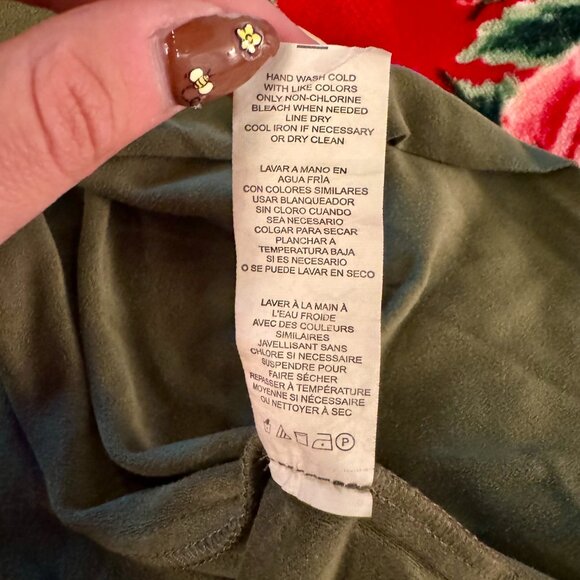 HAND WASH COLD
WITH LIKE COLORS
ONLY NON-CHLORINE
BLEACH WHEN NEEDED
LINE DRY
COOL IRON IF NECESSARY
OR DRY CLEAN
LAVAR A MANO EN
AGUA FRÌA
CON COLORES SIMILARES
USAR BLANQUEADOR
SIN CLORO CUANDO
SEA NECESARIO
COLGAR PARA SECAR
PLANCHAR A
TEMPERATURA BAJA
SI ES NECESARIO
O SE PUEDE LAVAR EN SECO
LAVER À LA MAIN À
L'EAU FROIDE
AVEC DES COULEURS
SIMILAIRES
JAVELLISANT SANS
CHLORE SI NECESSAIRE
SUSPENDRE POUR
FAIRE SÉCHER
REPASSER À TEMPÉRATURE
MOYENNE SI NÉCESSAIRE
OU NETTOYER À SEC
P